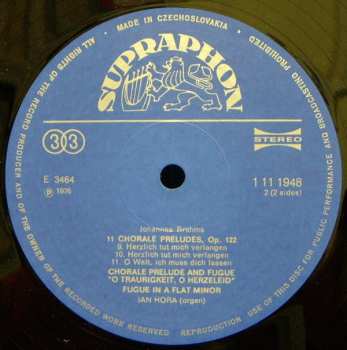 • MADE IN CZECHOSLOVAKIA •
ALL RIGHTS OF THE RECORD PRODUCER AND OF THE OWNER OF THE RECORDED WORK RESERVED REPRODUCTION USE OF THIS DISC FOR PUBLIC PERFORMANCE AND BROADCASTING PROHIBITED
SUPRAPHON
33
STEREO
E 3464
1 11 1948
℗ 1976
2 (2 sides)
Johannes Brahms
11 CHORALE PRELUDES, Op. 122
9. Herzlich tut mich verlangen
10. Herzlich tut mich verlangen
11. O Welt, ich muss dich lassen
CHORALE PRELUDE AND FUGUE
"O TRAURIGKEIT, O HERZELEID"
FUGUE IN A FLAT MINOR
JAN HORA (organ)